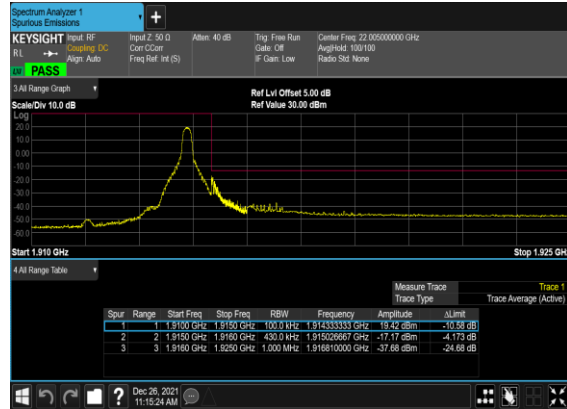 Spectrum Analyzer 1
Spurious Emissions
+
KEYSIGHT Input: RF Input Z: 50 Ω Atten: 40 dB Trig: Free Run Center Freq: 22.005000000 GHz
RL Coupling: DC Corr CCorr Gate: Off Avg|Hold: 100/100
Align: Auto Freq Ref: Int (S) IF Gain: Low Radio Std: None
PASS
3 All Range Graph Ref Lvl Offset 5.00 dB
Scale/Div 10.0 dB Ref Value 30.00 dBm
Log
20.0
10.0
0.00
-10.0
-20.0
-30.0
-40.0
-50.0
-60.0
Start 1.910 GHz Stop 1.925 GH
4 All Range Table
Measure Trace Trace 1
Trace Type Trace Average (Active)
Spur Range Start Freq Stop Freq RBW Frequency Amplitude ΔLimit
1 1 1.9100 GHz 1.9150 GHz 100.0 kHz 1.914333333 GHz 19.42 dBm -10.58 dB
2 2 1.9150 GHz 1.9160 GHz 430.0 kHz 1.915026667 GHz -17.17 dBm -4.173 dB
3 3 1.9160 GHz 1.9250 GHz 1.000 MHz 1.916810000 GHz -37.68 dBm -24.68 dB
? Dec 26, 2021
11:15:24 AM